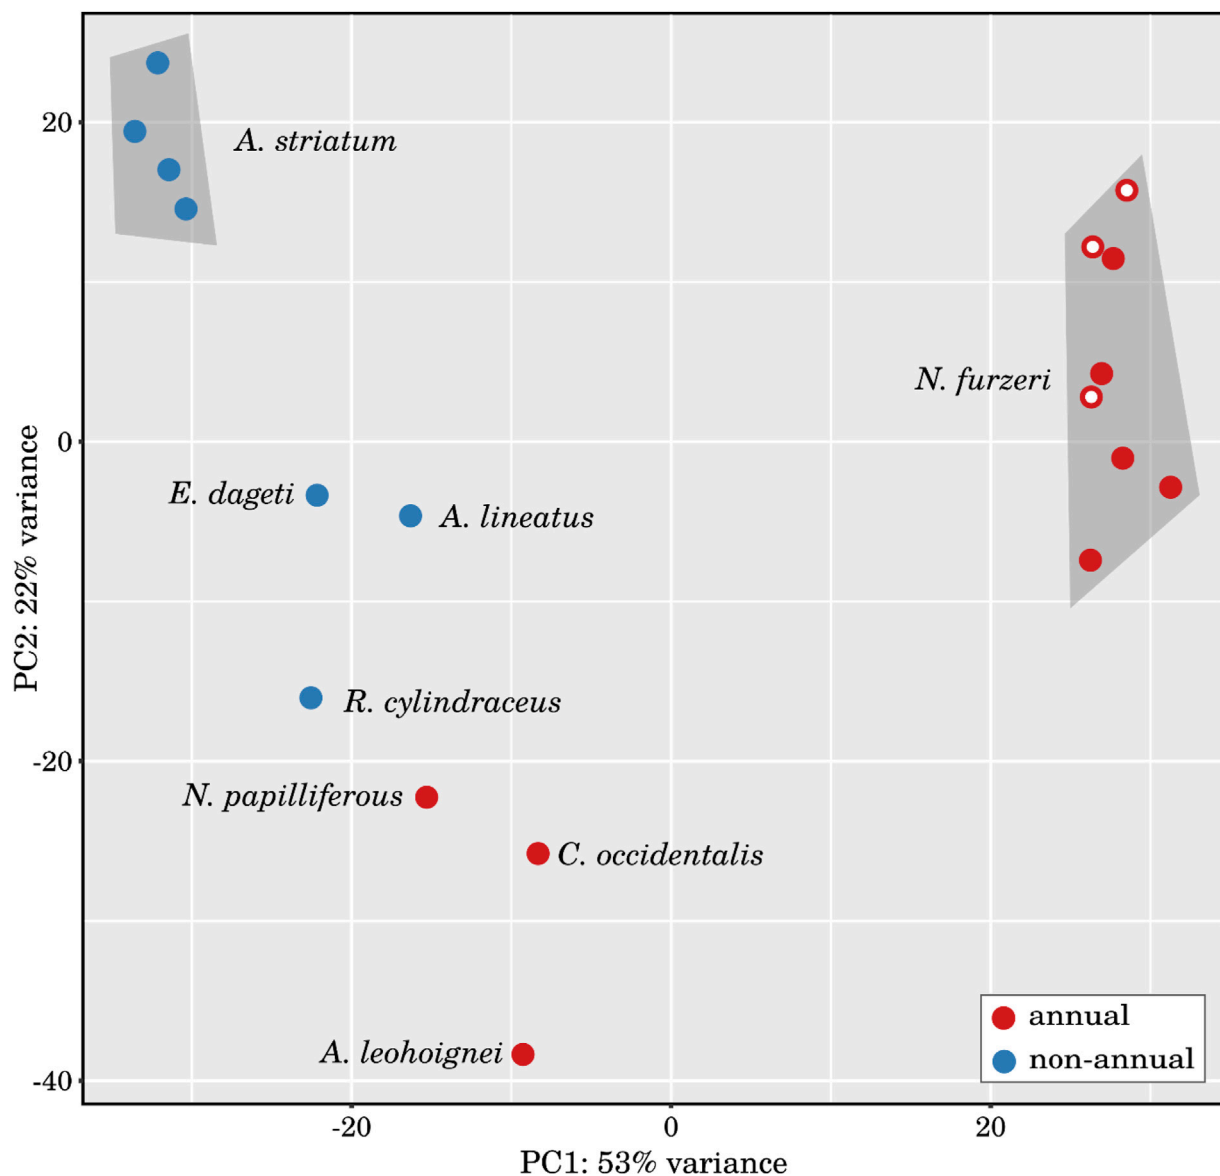 20
A. striatum
N. furzeri
0
E. dageti
A. lineatus
R. cylindraceus
-20
N. papilliferous
C. occidentalis
annual
non-annual
A. leohoignei
-40
-20
0
20
PC1: 53% variance
PC2: 22% variance